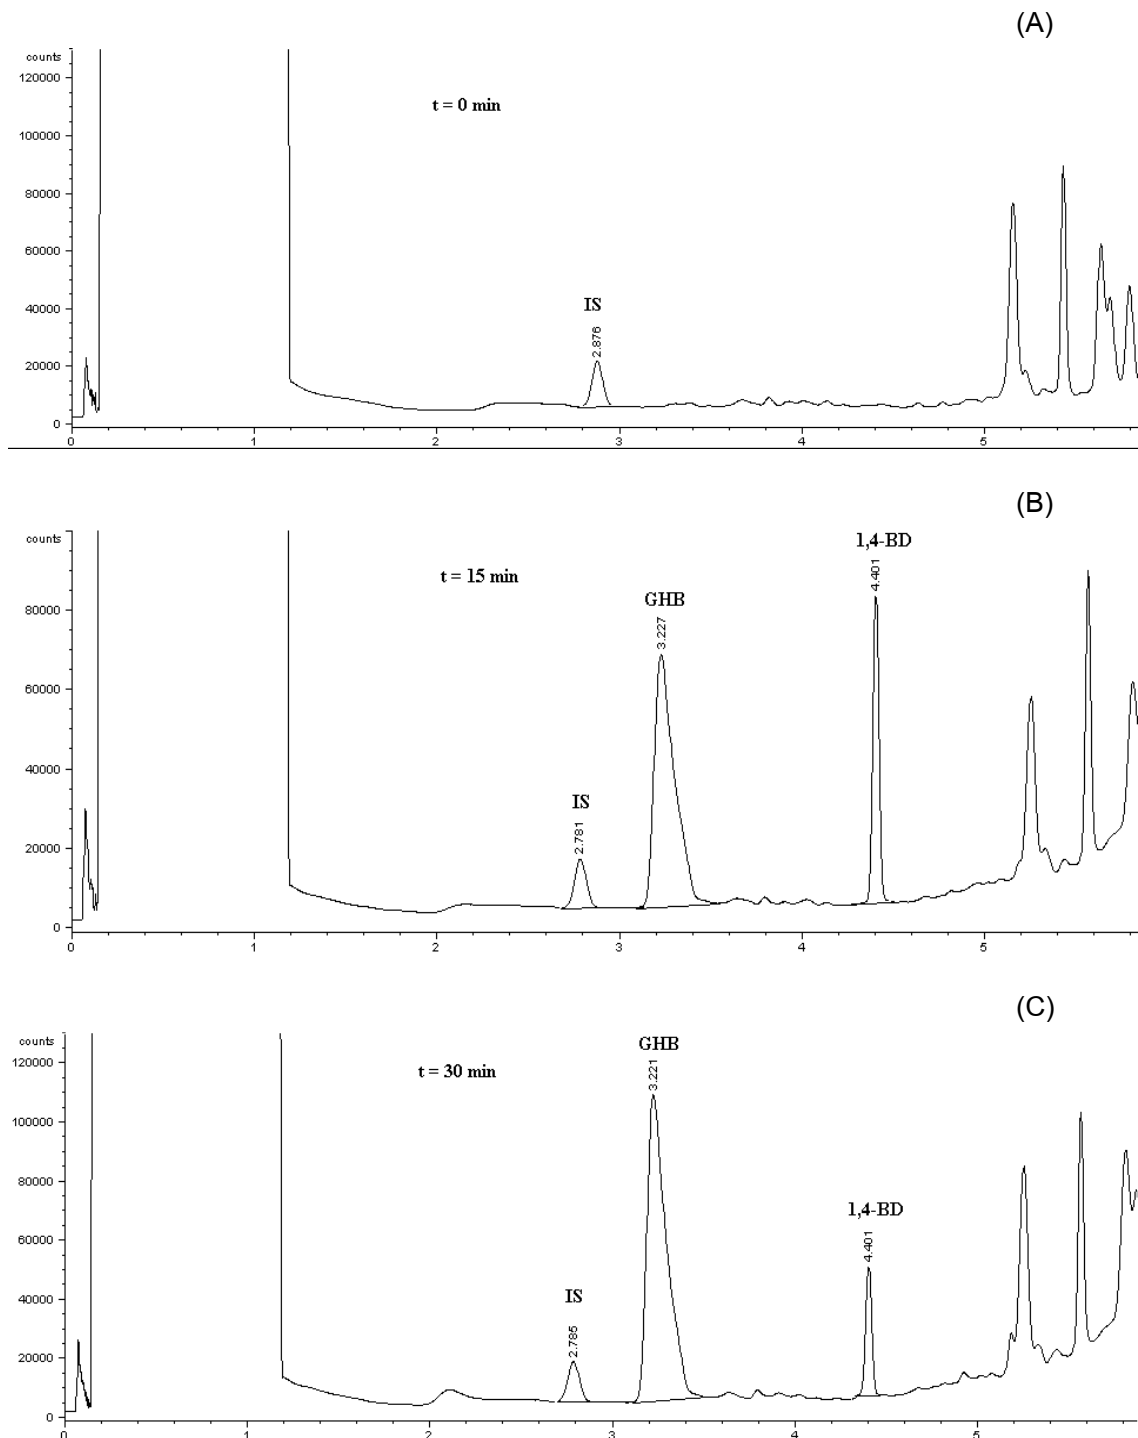 (A)
counts
120000
t = 0 min
100000
80000
60000
IS
2.876
40000
20000
0
0 1 2 3 4 5
(B)
counts
1,4-BD
4.401
t = 15 min
GHB
3.227
80000
60000
40000
IS
2.781
20000
0
0 1 2 3 4 5
(C)
counts
GHB
3.221
120000
t = 30 min
100000
80000
60000
1,4-BD
4.401
40000
IS
2.785
20000
0
0 1 2 3 4 5